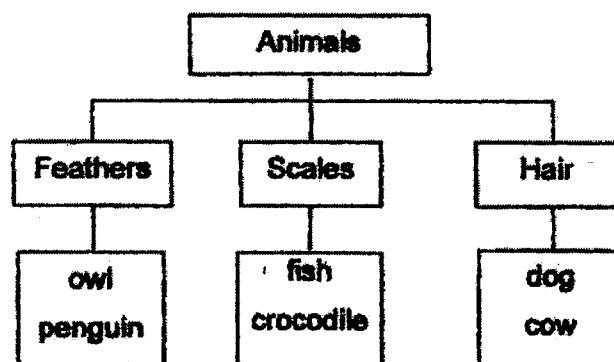 Animals
Feathers
Scales
Hair
owl
penguin
fish
crocodile
dog
cow